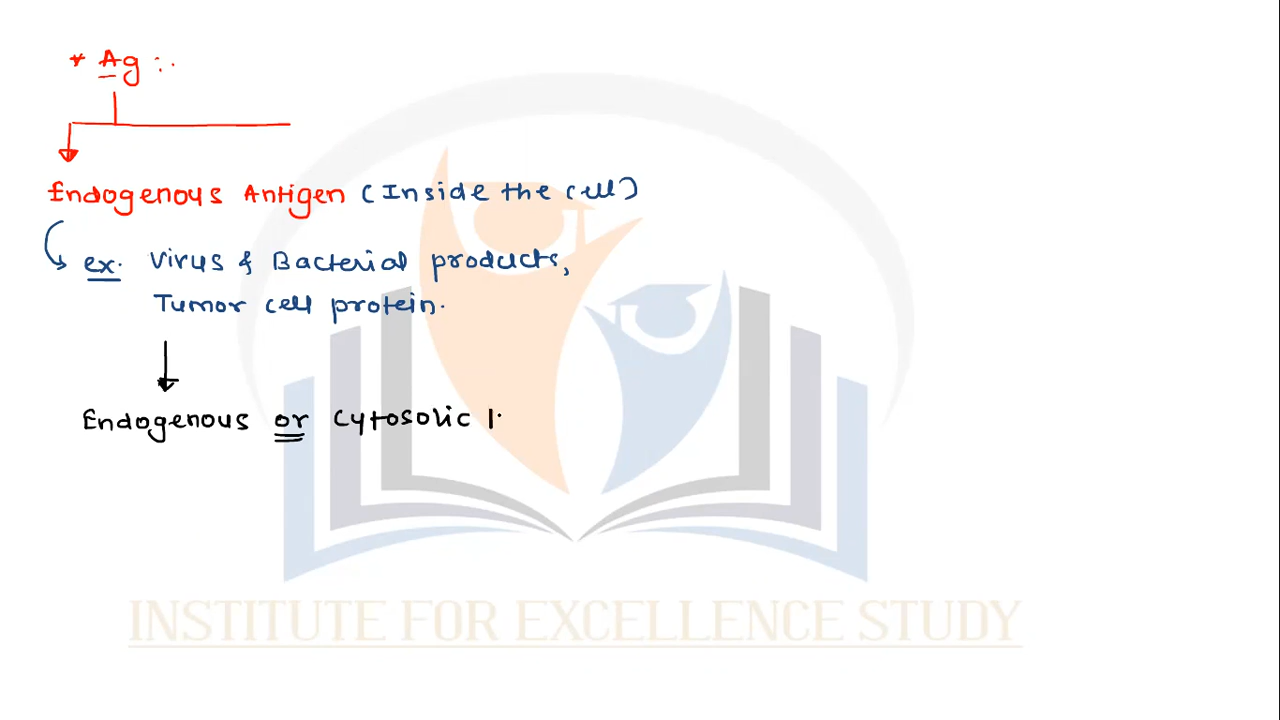 * Ag :.
Endogenous Antigen (Inside the cell)
ex. Virus & Bacterial products,
Tumor cell protein.
Endogenous or Cytosolic
INSTITUTE FOR EXCELLENCE STUDY